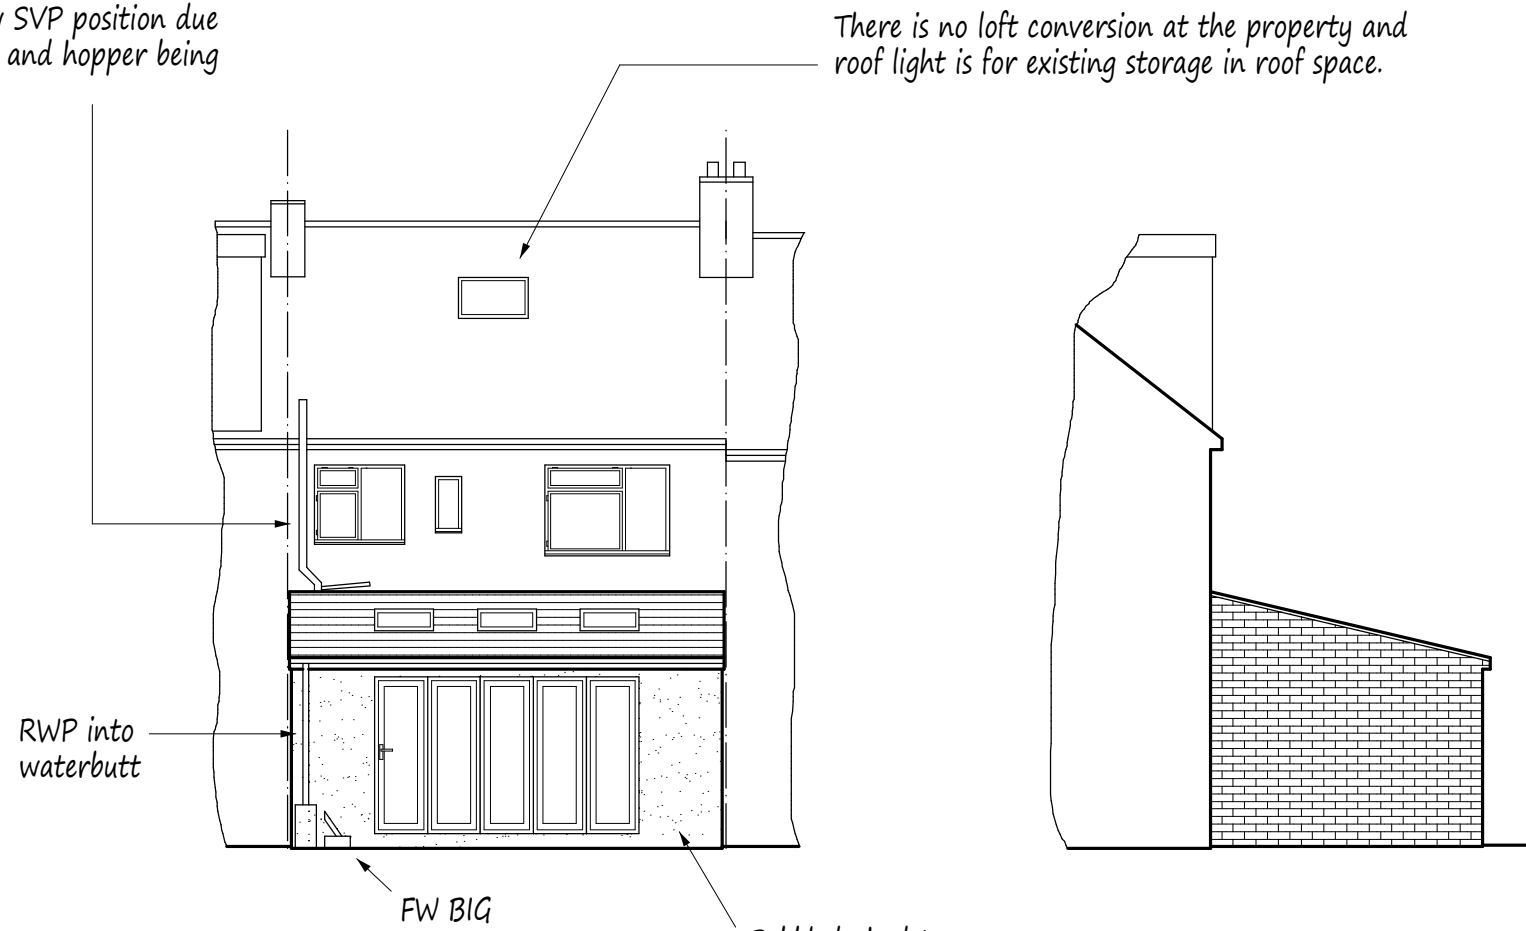 SVP position due
and hopper being
There is no loft conversion at the property and
roof light is for existing storage in roof space.
RWP into
waterbutt
FW BIG